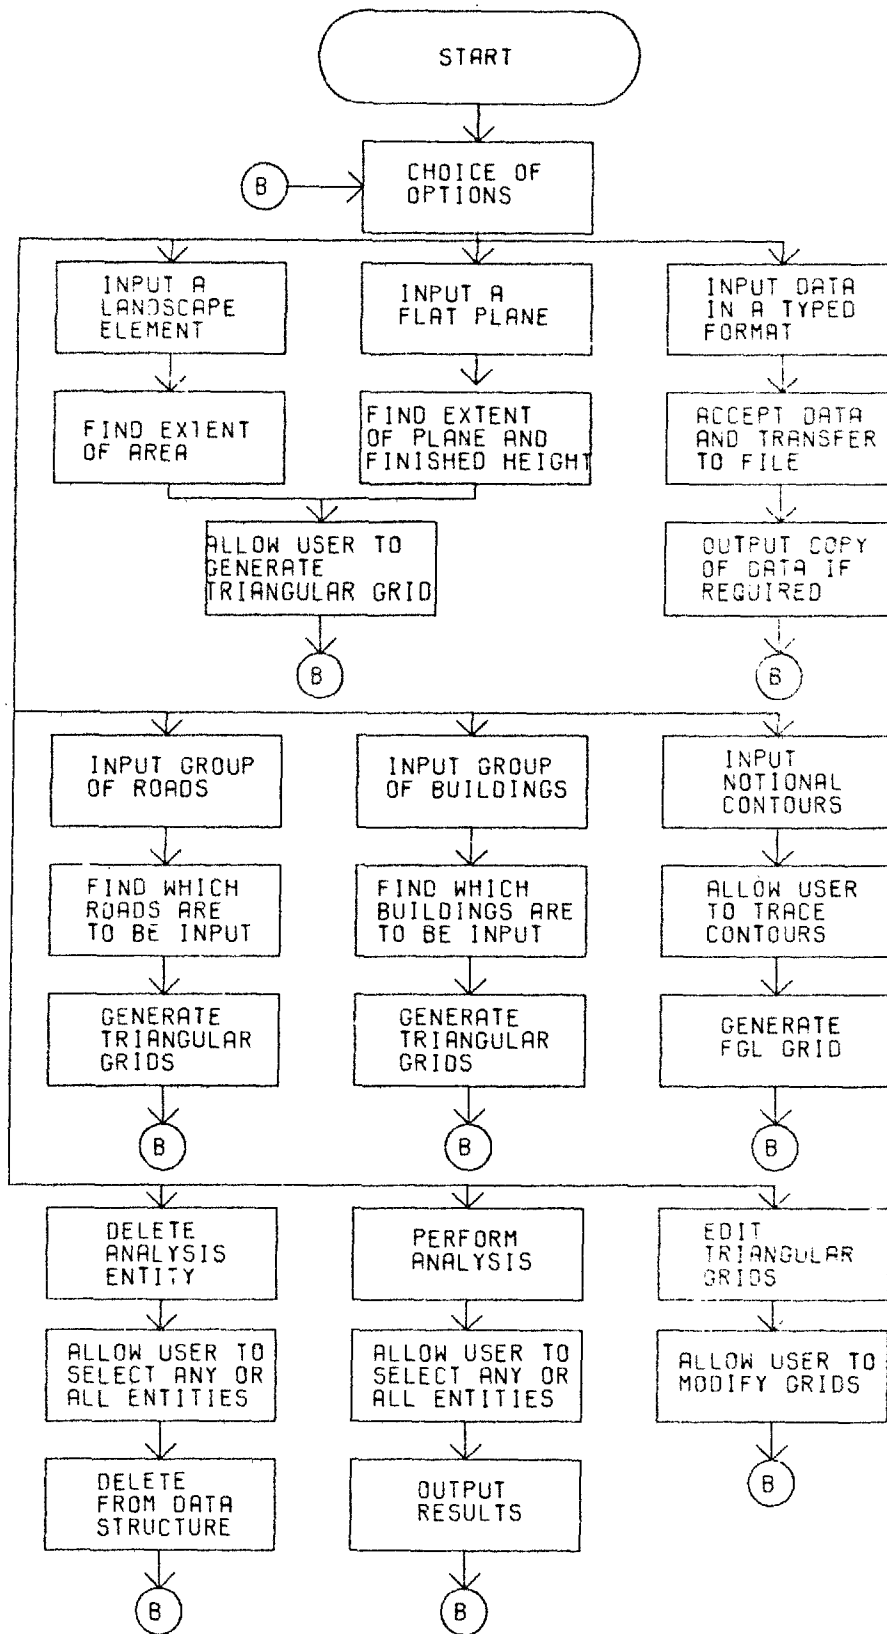 START
B
CHOICE OF
OPTIONS
INPUT A
LANDSCAPE
ELEMENT
INPUT A
FLAT PLANE
INPUT DATA
IN A TYPED
FORMAT
FIND EXTENT
OF AREA
FIND EXTENT
OF PLANE AND
FINISHED HEIGHT
ACCEPT DATA
AND TRANSFER
TO FILE
ALLOW USER TO
GENERATE
TRIANGULAR GRID
OUTPUT COPY
OF DATA IF
REQUIRED
B
B
INPUT GROUP
OF ROADS
INPUT GROUP
OF BUILDINGS
INPUT
NOTIONAL
CONTOURS
FIND WHICH
ROADS ARE
TO BE INPUT
FIND WHICH
BUILDINGS ARE
TO BE INPUT
ALLOW USER
TO TRACE
CONTOURS
GENERATE
TRIANGULAR
GRIDS
GENERATE
TRIANGULAR
GRIDS
GENERATE
FGL GRID
B
B
B
DELETE
ANALYSIS
ENTITY
PERFORM
ANALYSIS
EDIT
TRIANGULAR
GRIDS
ALLOW USER TO
SELECT ANY OR
ALL ENTITIES
ALLOW USER TO
SELECT ANY OR
ALL ENTITIES
ALLOW USER TO
MODIFY GRIDS
DELETE
FROM DATA
STRUCTURE
OUTPUT
RESULTS
B
B
B